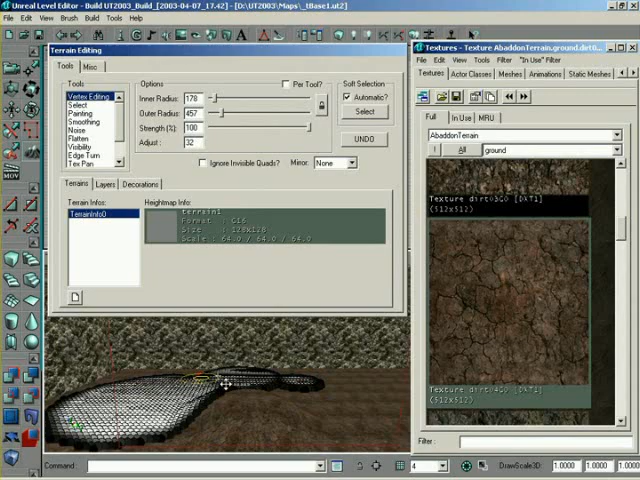 Unreal Level Editor - Build UT2003_Build_[2003-04-07_17.42] - [D:\UT2003\Maps\_tBase1.ut2]
File Edit View Brush Build Tools Help
Terrain Editing
Tools Misc
Tools
Vertex Editing
Select
Painting
Smoothing
Noise
Flatten
Visibility
Edge Turn
Tex Pan
Options
Per Tool?
Inner Radius: 178
Outer Radius: 457
Strength (%): 100
Adjust : 32
Ignore Invisible Quads?
Mirror: None
Soft Selection
Automatic?
Select
UNDO
Terrains Layers Decorations
Terrain Infos:
TerrainInfo0
Heightmap Info:
terrain1
Format : G16
Size : 128x128
Scale : 64.0 / 64.0 / 64.0
MOV
Textures - Texture AbaddonTerrain.ground.dirt0...
File Edit View Tools Filter "In Use" Filter
Textures Actor Classes Meshes Animations Static Meshes
Full In Use MRU
AbaddonTerrain
! All ground
Texture dirt03GO [DXT1]
(512x512)
Texture dirt04GO [DXT1]
(512x512)
Filter :
Command : 4 DrawScale3D: 1.0000 1.0000 1.0000